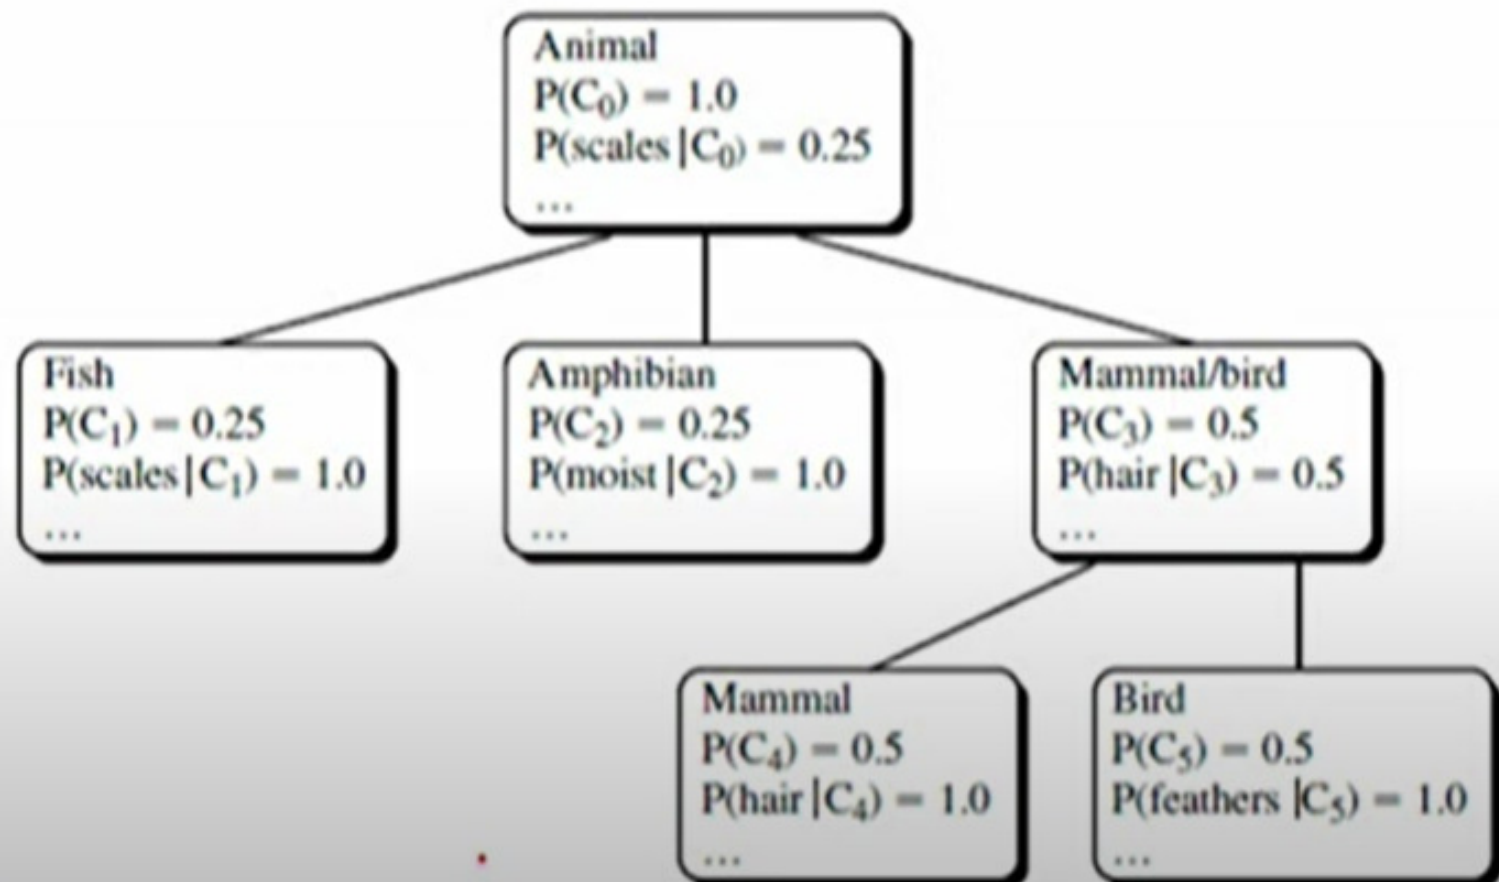 Animal
P(C₀) = 1.0
P(scales|C₀) = 0.25
...
Fish
P(C₁) = 0.25
P(scales|C₁) = 1.0
...
Amphibian
P(C₂) = 0.25
P(moist|C₂) = 1.0
...
Mammal/bird
P(C₃) = 0.5
P(hair|C₃) = 0.5
...
Mammal
P(C₄) = 0.5
P(hair|C₄) = 1.0
...
Bird
P(C₅) = 0.5
P(feathers|C₅) = 1.0
...